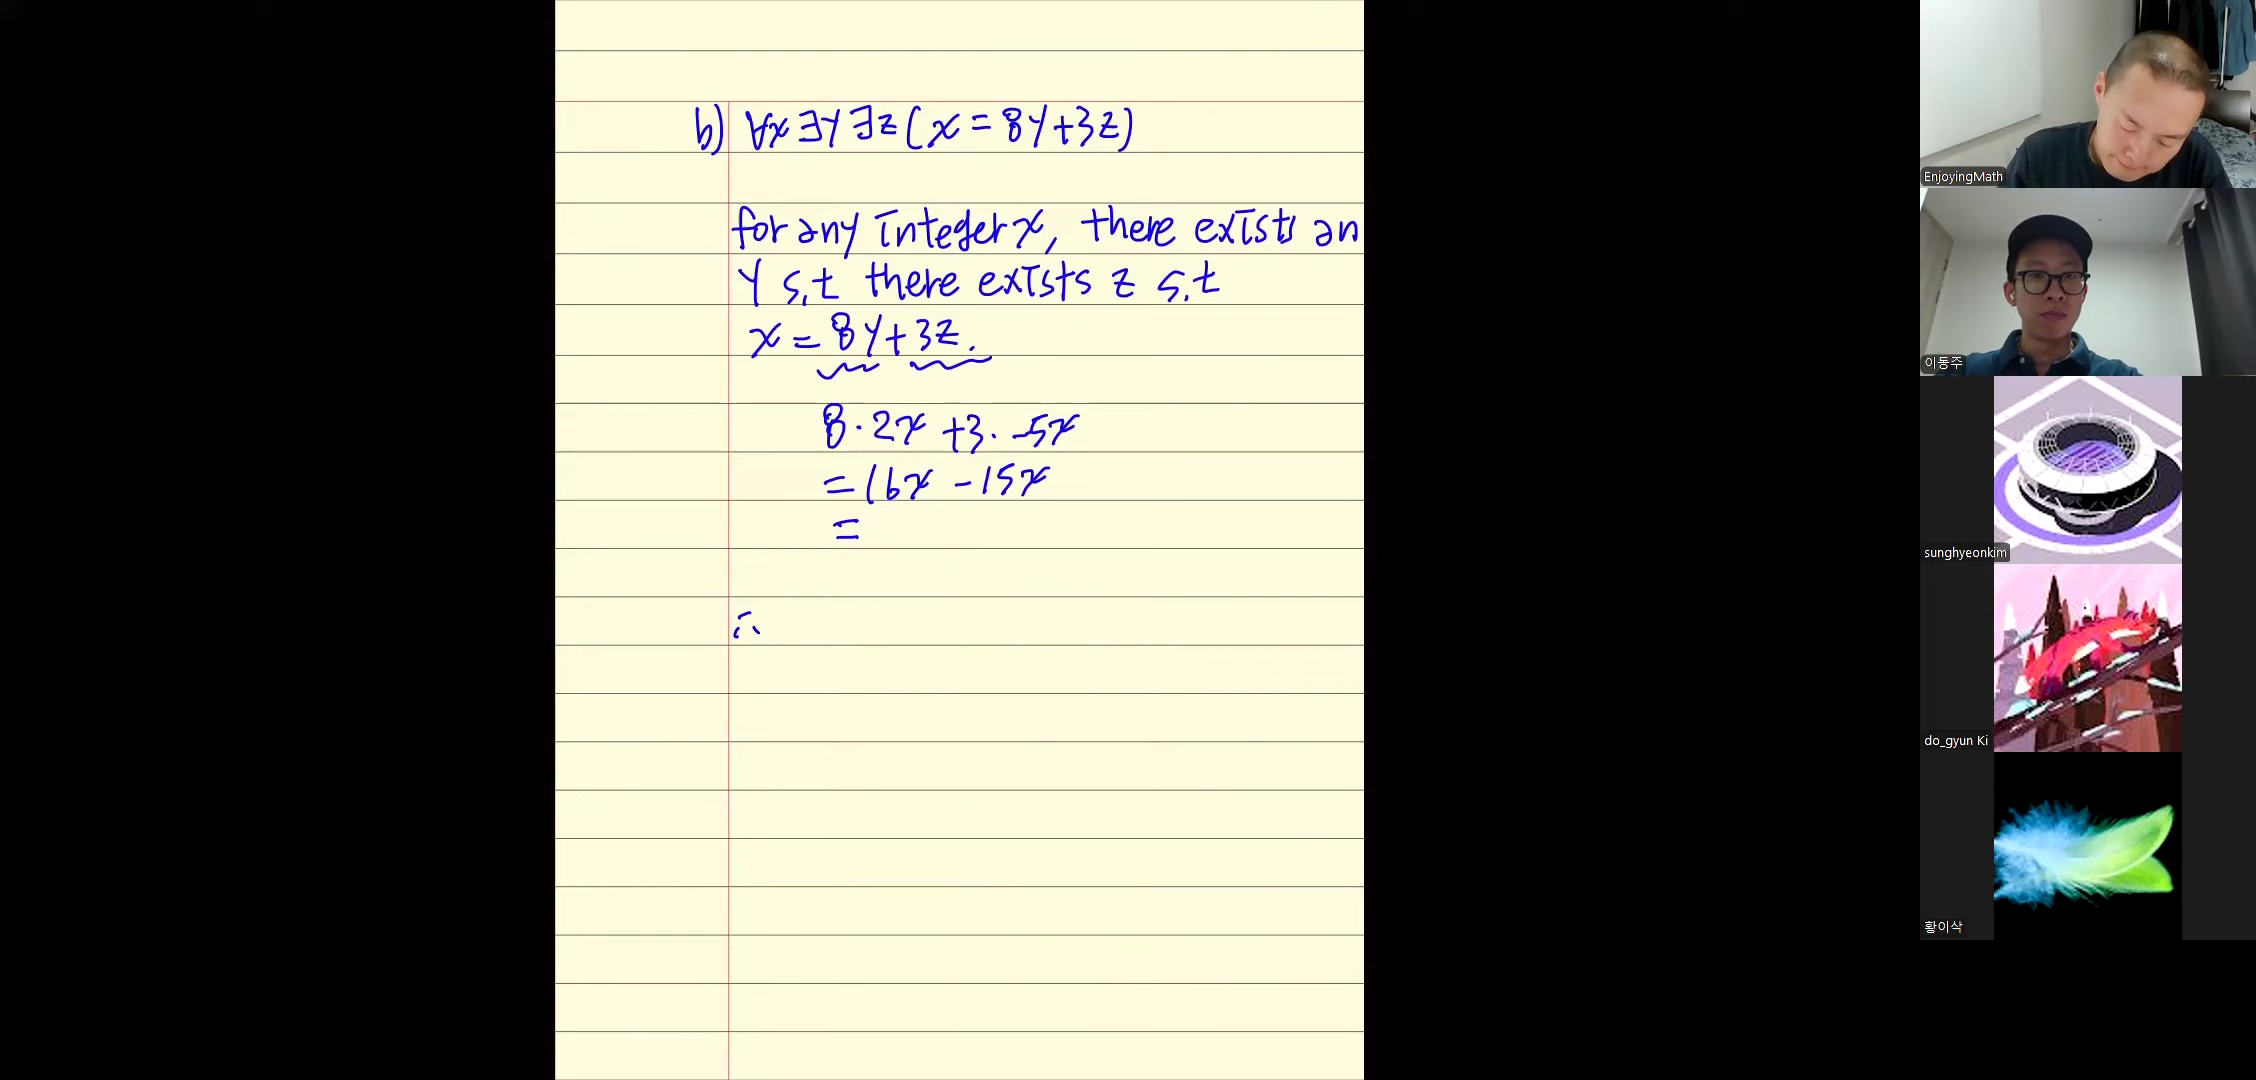 b) ∀x∃y∃z(x = 8y+3z)
for any integer x, there exists an
y s.t there exists z s.t
x = 8y+3z.
8·2x +3·-5x
= 16x -15x
=
∴
EnjoyingMath
이동주
sunghyeonkim
do_gyun Ki
황이삭